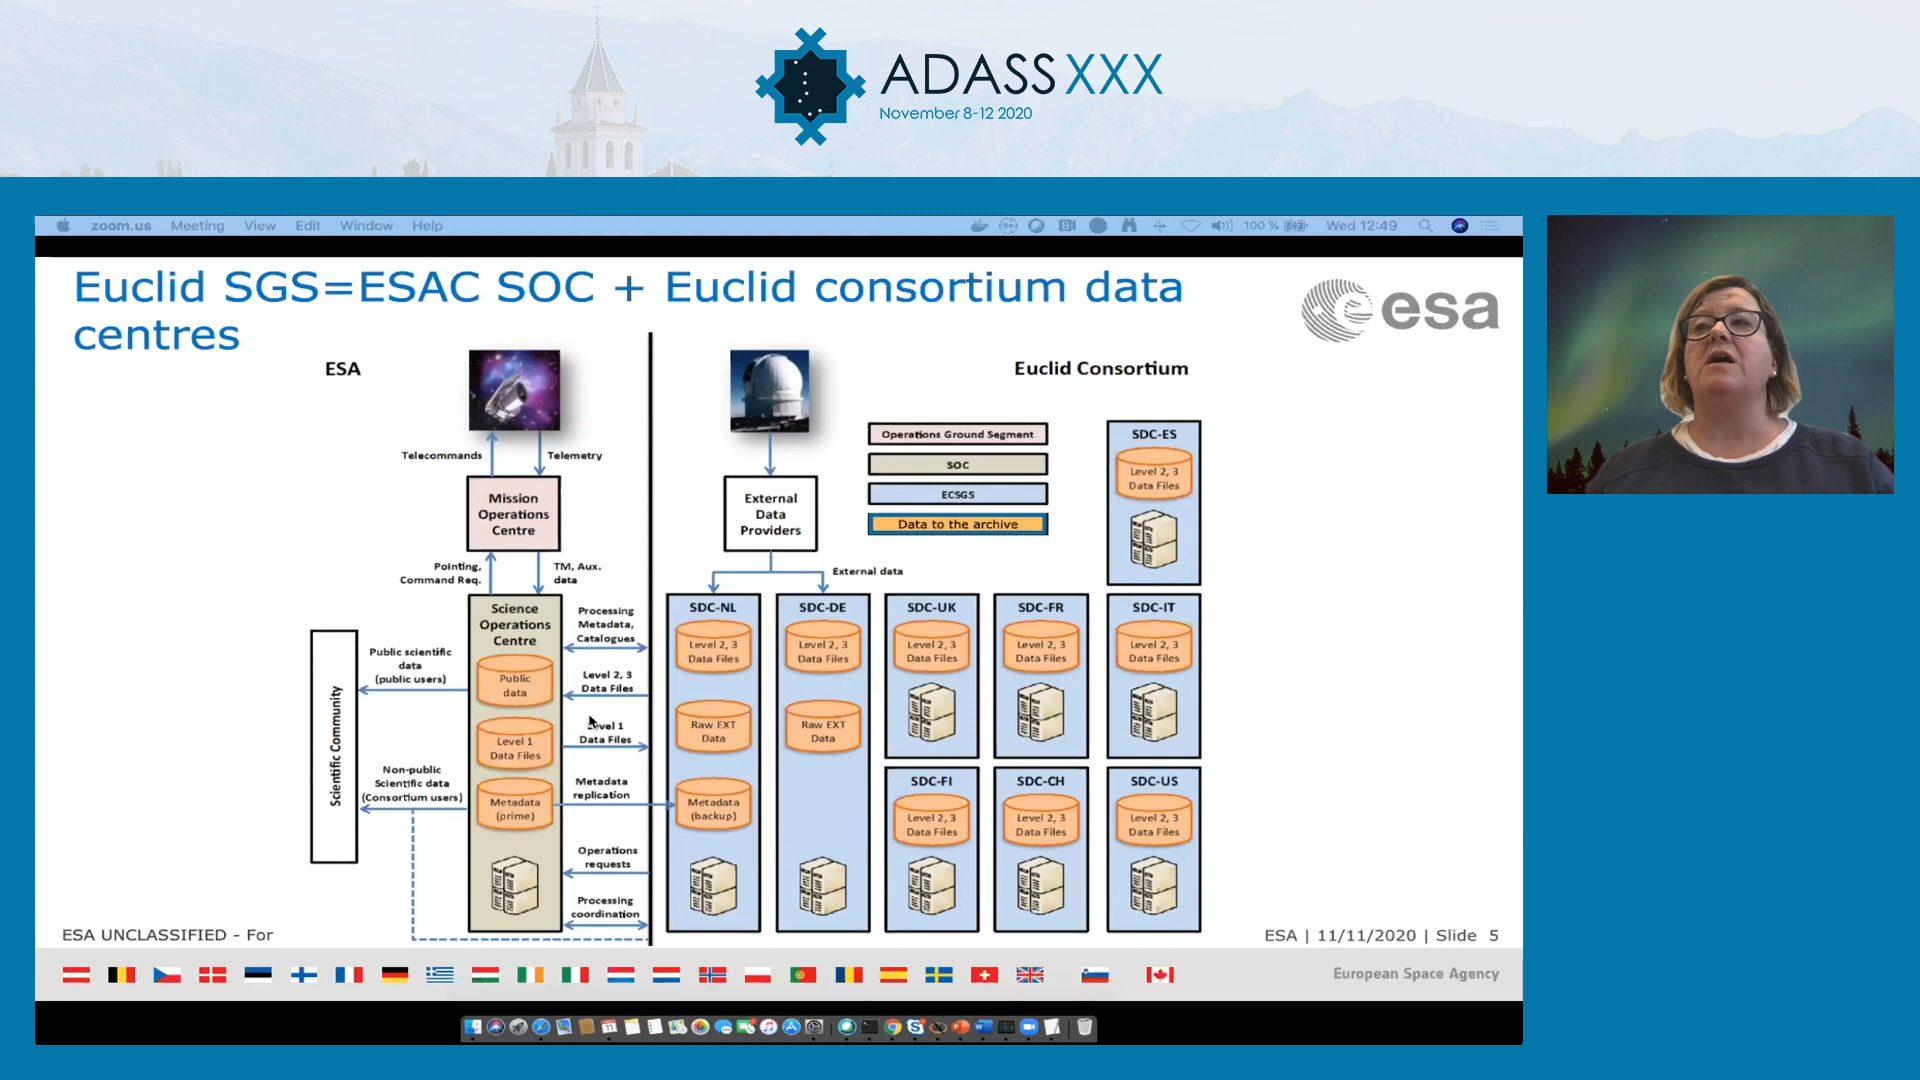 ADASS XXX
November 8-12 2020
zoom.us Meeting View Edit Window Help
100 % Wed 12:49
Euclid SGS=ESAC SOC + Euclid consortium data
centres
esa
ESA
Euclid Consortium
Telecommands
Telemetry
Mission
Operations
Centre
External
Data
Providers
Operations Ground Segment
SOC
ECSGS
Data to the archive
SDC-ES
Level 2, 3
Data Files
Pointing,
Command Req.
TM, Aux.
data
External data
Science
Operations
Centre
Processing
Metadata,
Catalogues
SDC-NL
Level 2, 3
Data Files
SDC-DE
Level 2, 3
Data Files
SDC-UK
Level 2, 3
Data Files
SDC-FR
Level 2, 3
Data Files
SDC-IT
Level 2, 3
Data Files
Scientific Community
Public scientific
data
(public users)
Public
data
Level 2, 3
Data Files
Level 1
Data Files
Level 1
Data Files
Raw EXT
Data
Raw EXT
Data
Non-public
Scientific data
(Consortium users)
Metadada
(prime)
Metadata
replication
Metadata
(backup)
SDC-FI
Level 2, 3
Data Files
SDC-CH
Level 2, 3
Data Files
SDC-US
Level 2, 3
Data Files
Operations
requests
Processing
coordination
ESA UNCLASSIFIED - For
ESA | 11/11/2020 | Slide 5
European Space Agency